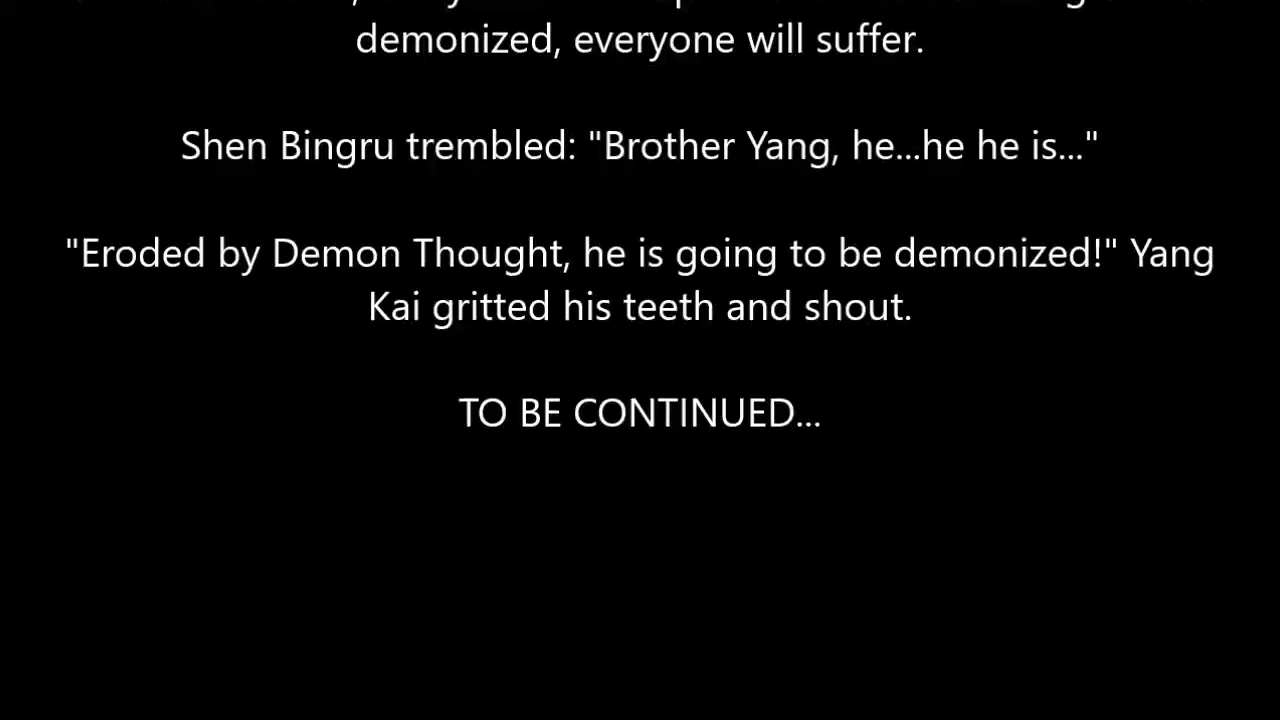 demonized, everyone will suffer.
Shen Bingru trembled: "Brother Yang, he...he he is..."
"Eroded by Demon Thought, he is going to be demonized!" Yang
Kai gritted his teeth and shout.
TO BE CONTINUED...